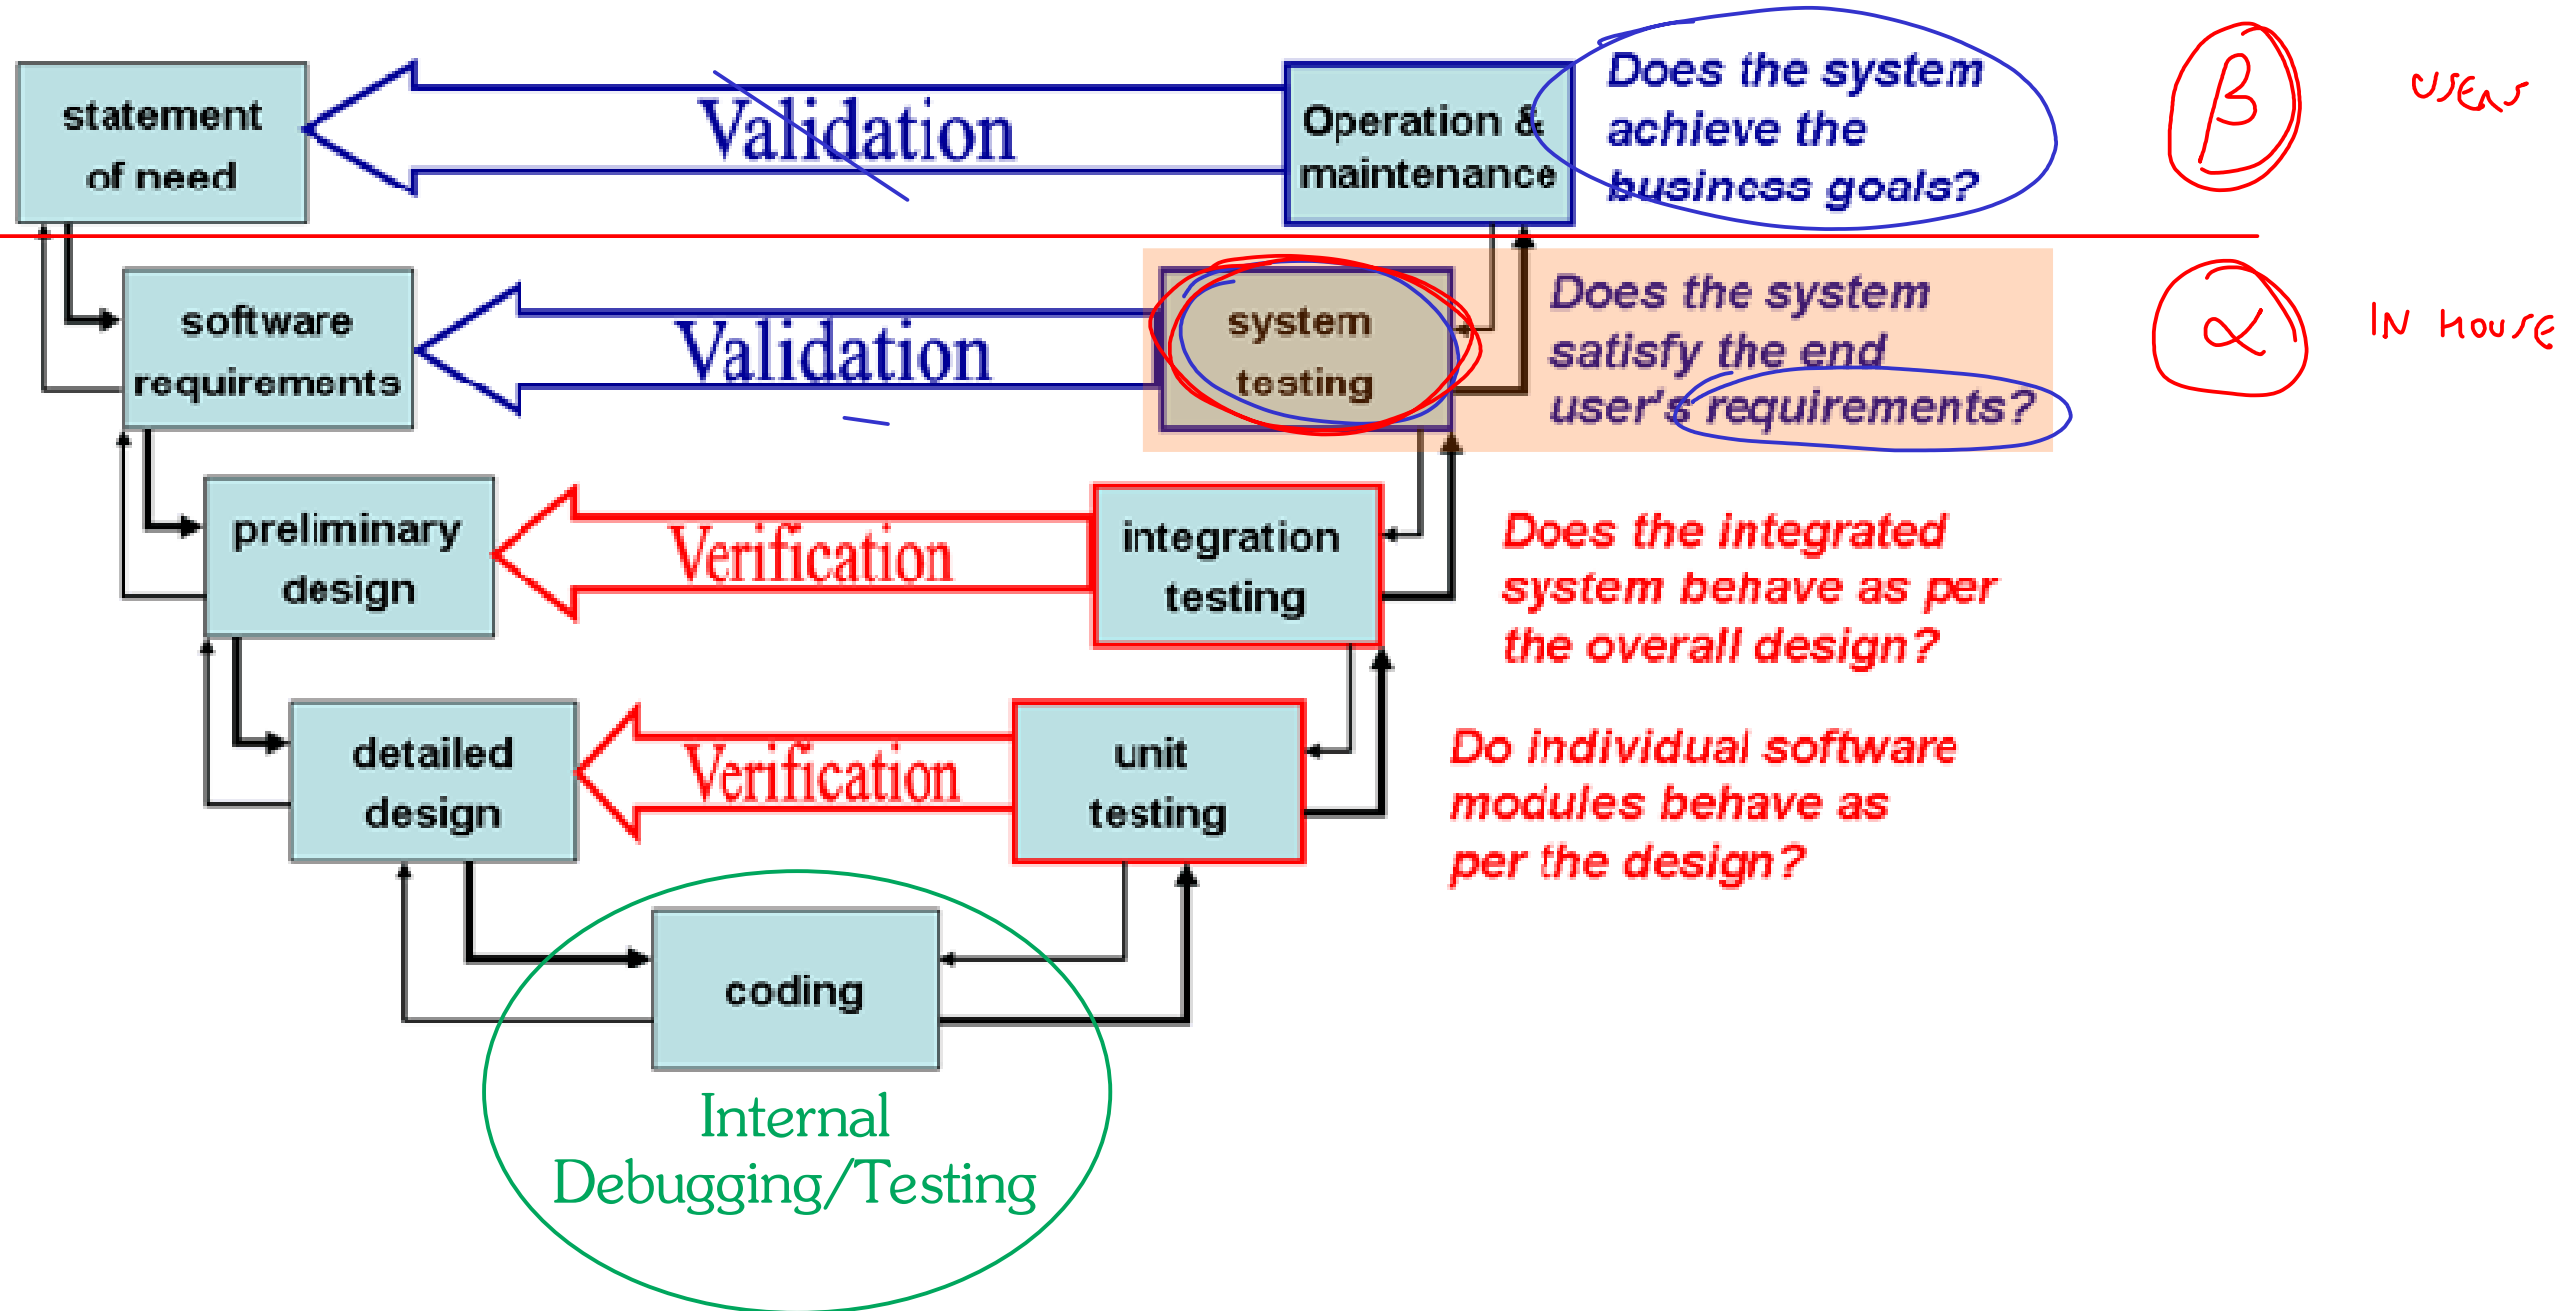 statement
of need
Validation
Operation &
maintenance
Does the system
achieve the
business goals?
β
USERS
software
requirements
Validation
system
testing
Does the system
satisfy the end
user's requirements?
α
IN HOUSE
preliminary
design
Verification
integration
testing
Does the integrated
system behave as per
the overall design?
detailed
design
Verification
unit
testing
Do individual software
modules behave as
per the design?
coding
Internal
Debugging/Testing